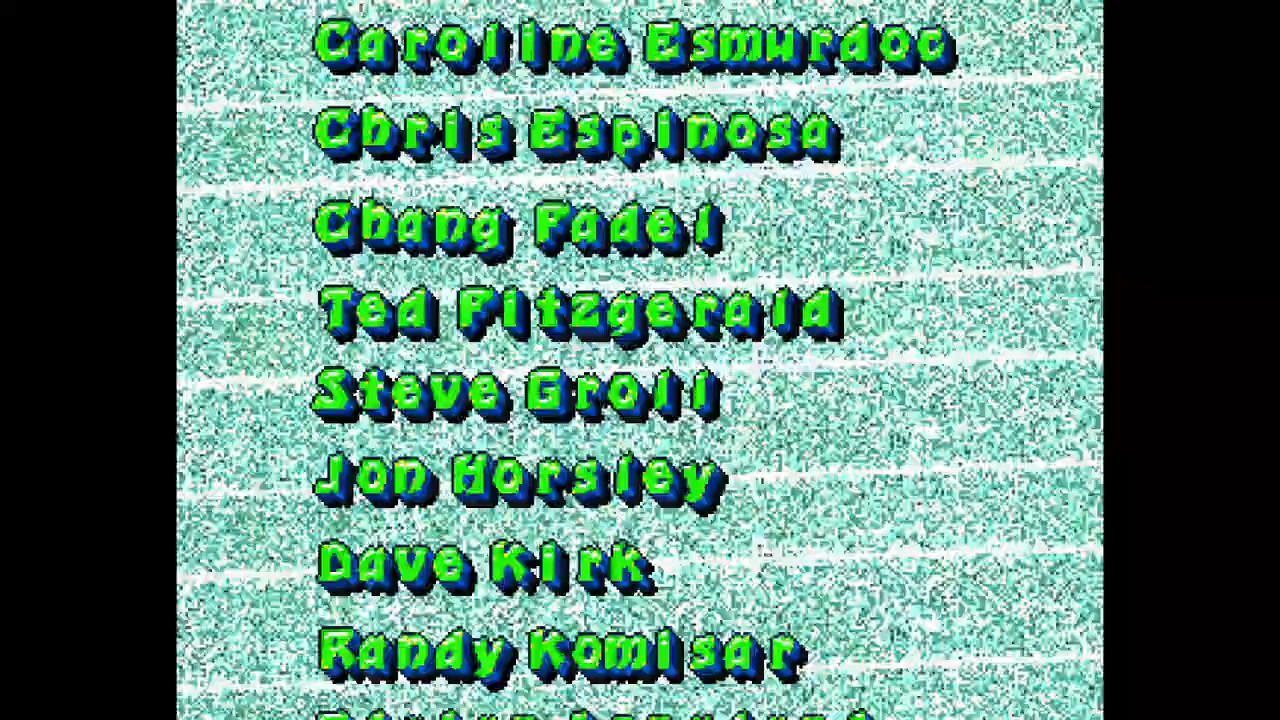 Caroline Esmurdoc
Chris Espinosa
Chang Fadel
Ted Fitzgerald
Steve Groll
Jon Horsley
Dave Kirk
Randy Komisar